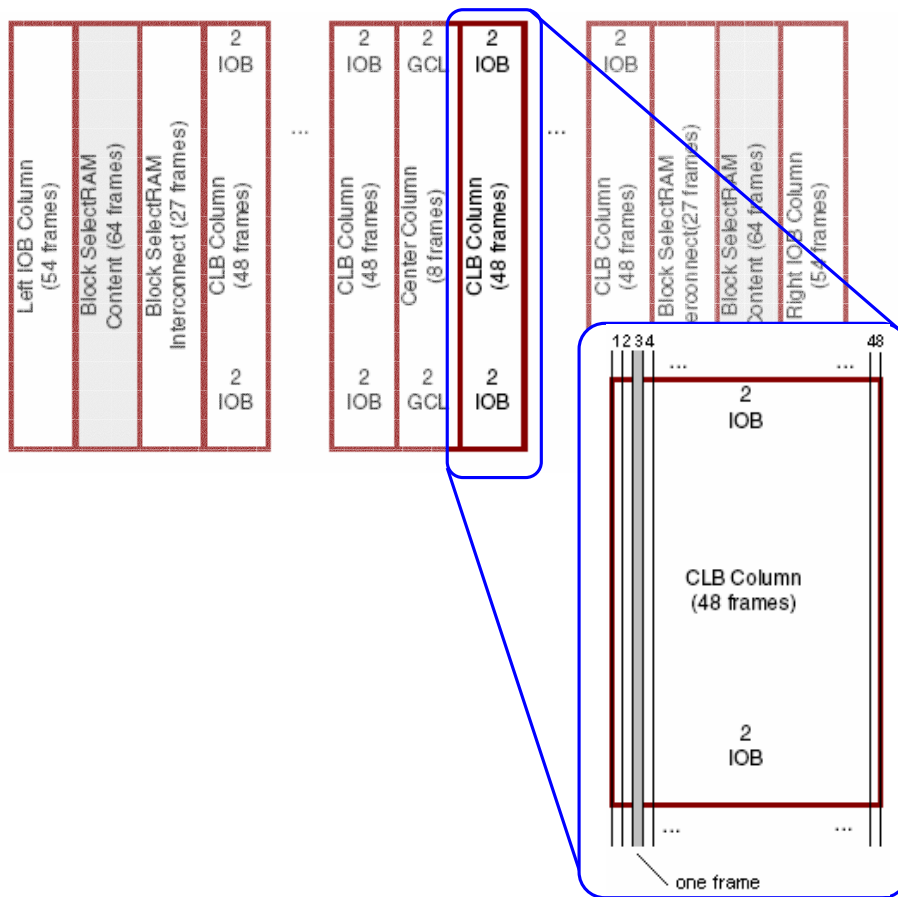 2
IOB
2
IOB
2
GCL
2
IOB
2
IOB
...
...
Left IOB Column
(54 frames)
Block SelectRAM
Content (64 frames)
Block SelectRAM
Interconnect (27 frames)
CLB Column
(48 frames)
CLB Column
(48 frames)
Center Column
(8 frames)
CLB Column
(48 frames)
CLB Column
(48 frames)
Block SelectRAM
erconnect(27 frames)
Block SelectRAM
Content (64 frames)
Right IOB Column
(54 frames)
2
IOB
2
IOB
2
GCL
2
IOB
1 2 3 4
48
...
...
2
IOB
CLB Column
(48 frames)
2
IOB
...
...
one frame